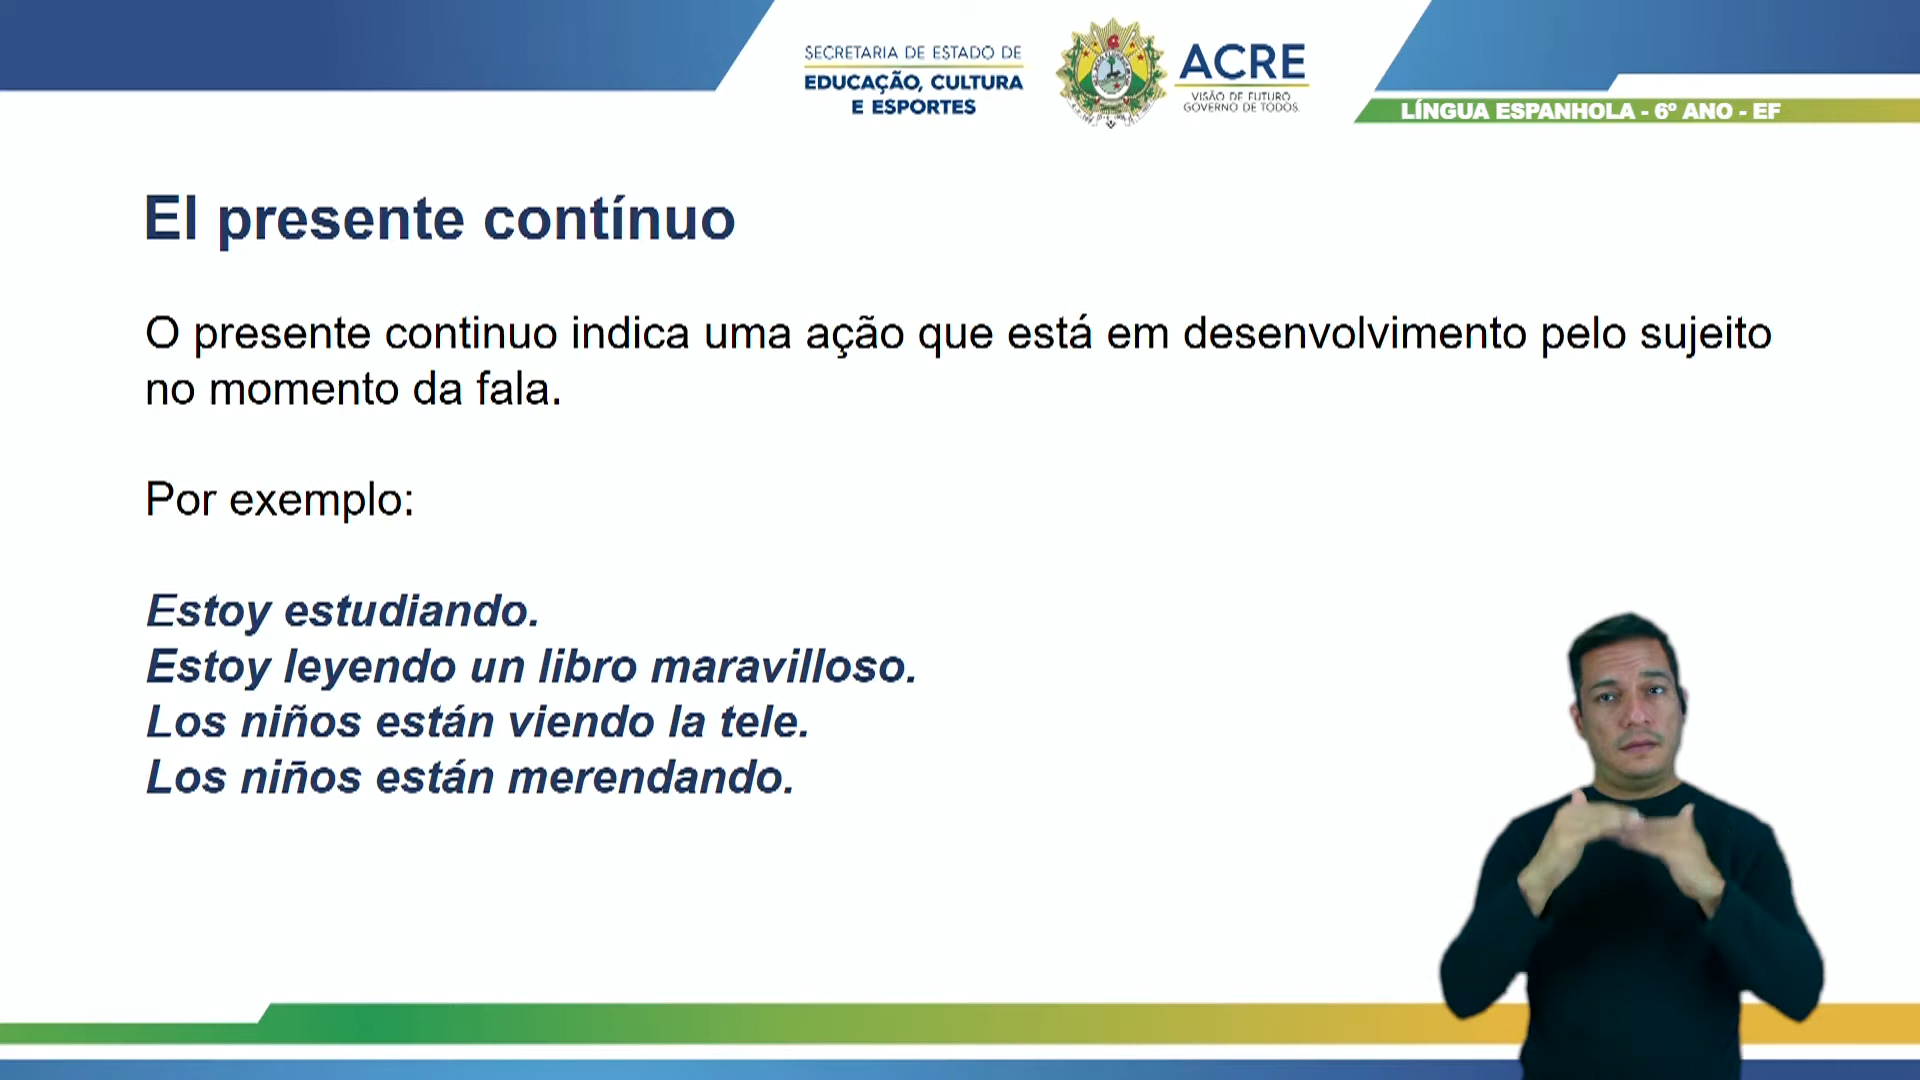 SECRETARIA DE ESTADO DE
EDUCAÇÃO, CULTURA
E ESPORTES
ACRE
VISÃO DE FUTURO
GOVERNO DE TODOS.
LÍNGUA ESPANHOLA - 6º ANO - EF
El presente contínuo
O presente continuo indica uma ação que está em desenvolvimento pelo sujeito
no momento da fala.
Por exemplo:
Estoy estudiando.
Estoy leyendo un libro maravilloso.
Los niños están viendo la tele.
Los niños están merendando.